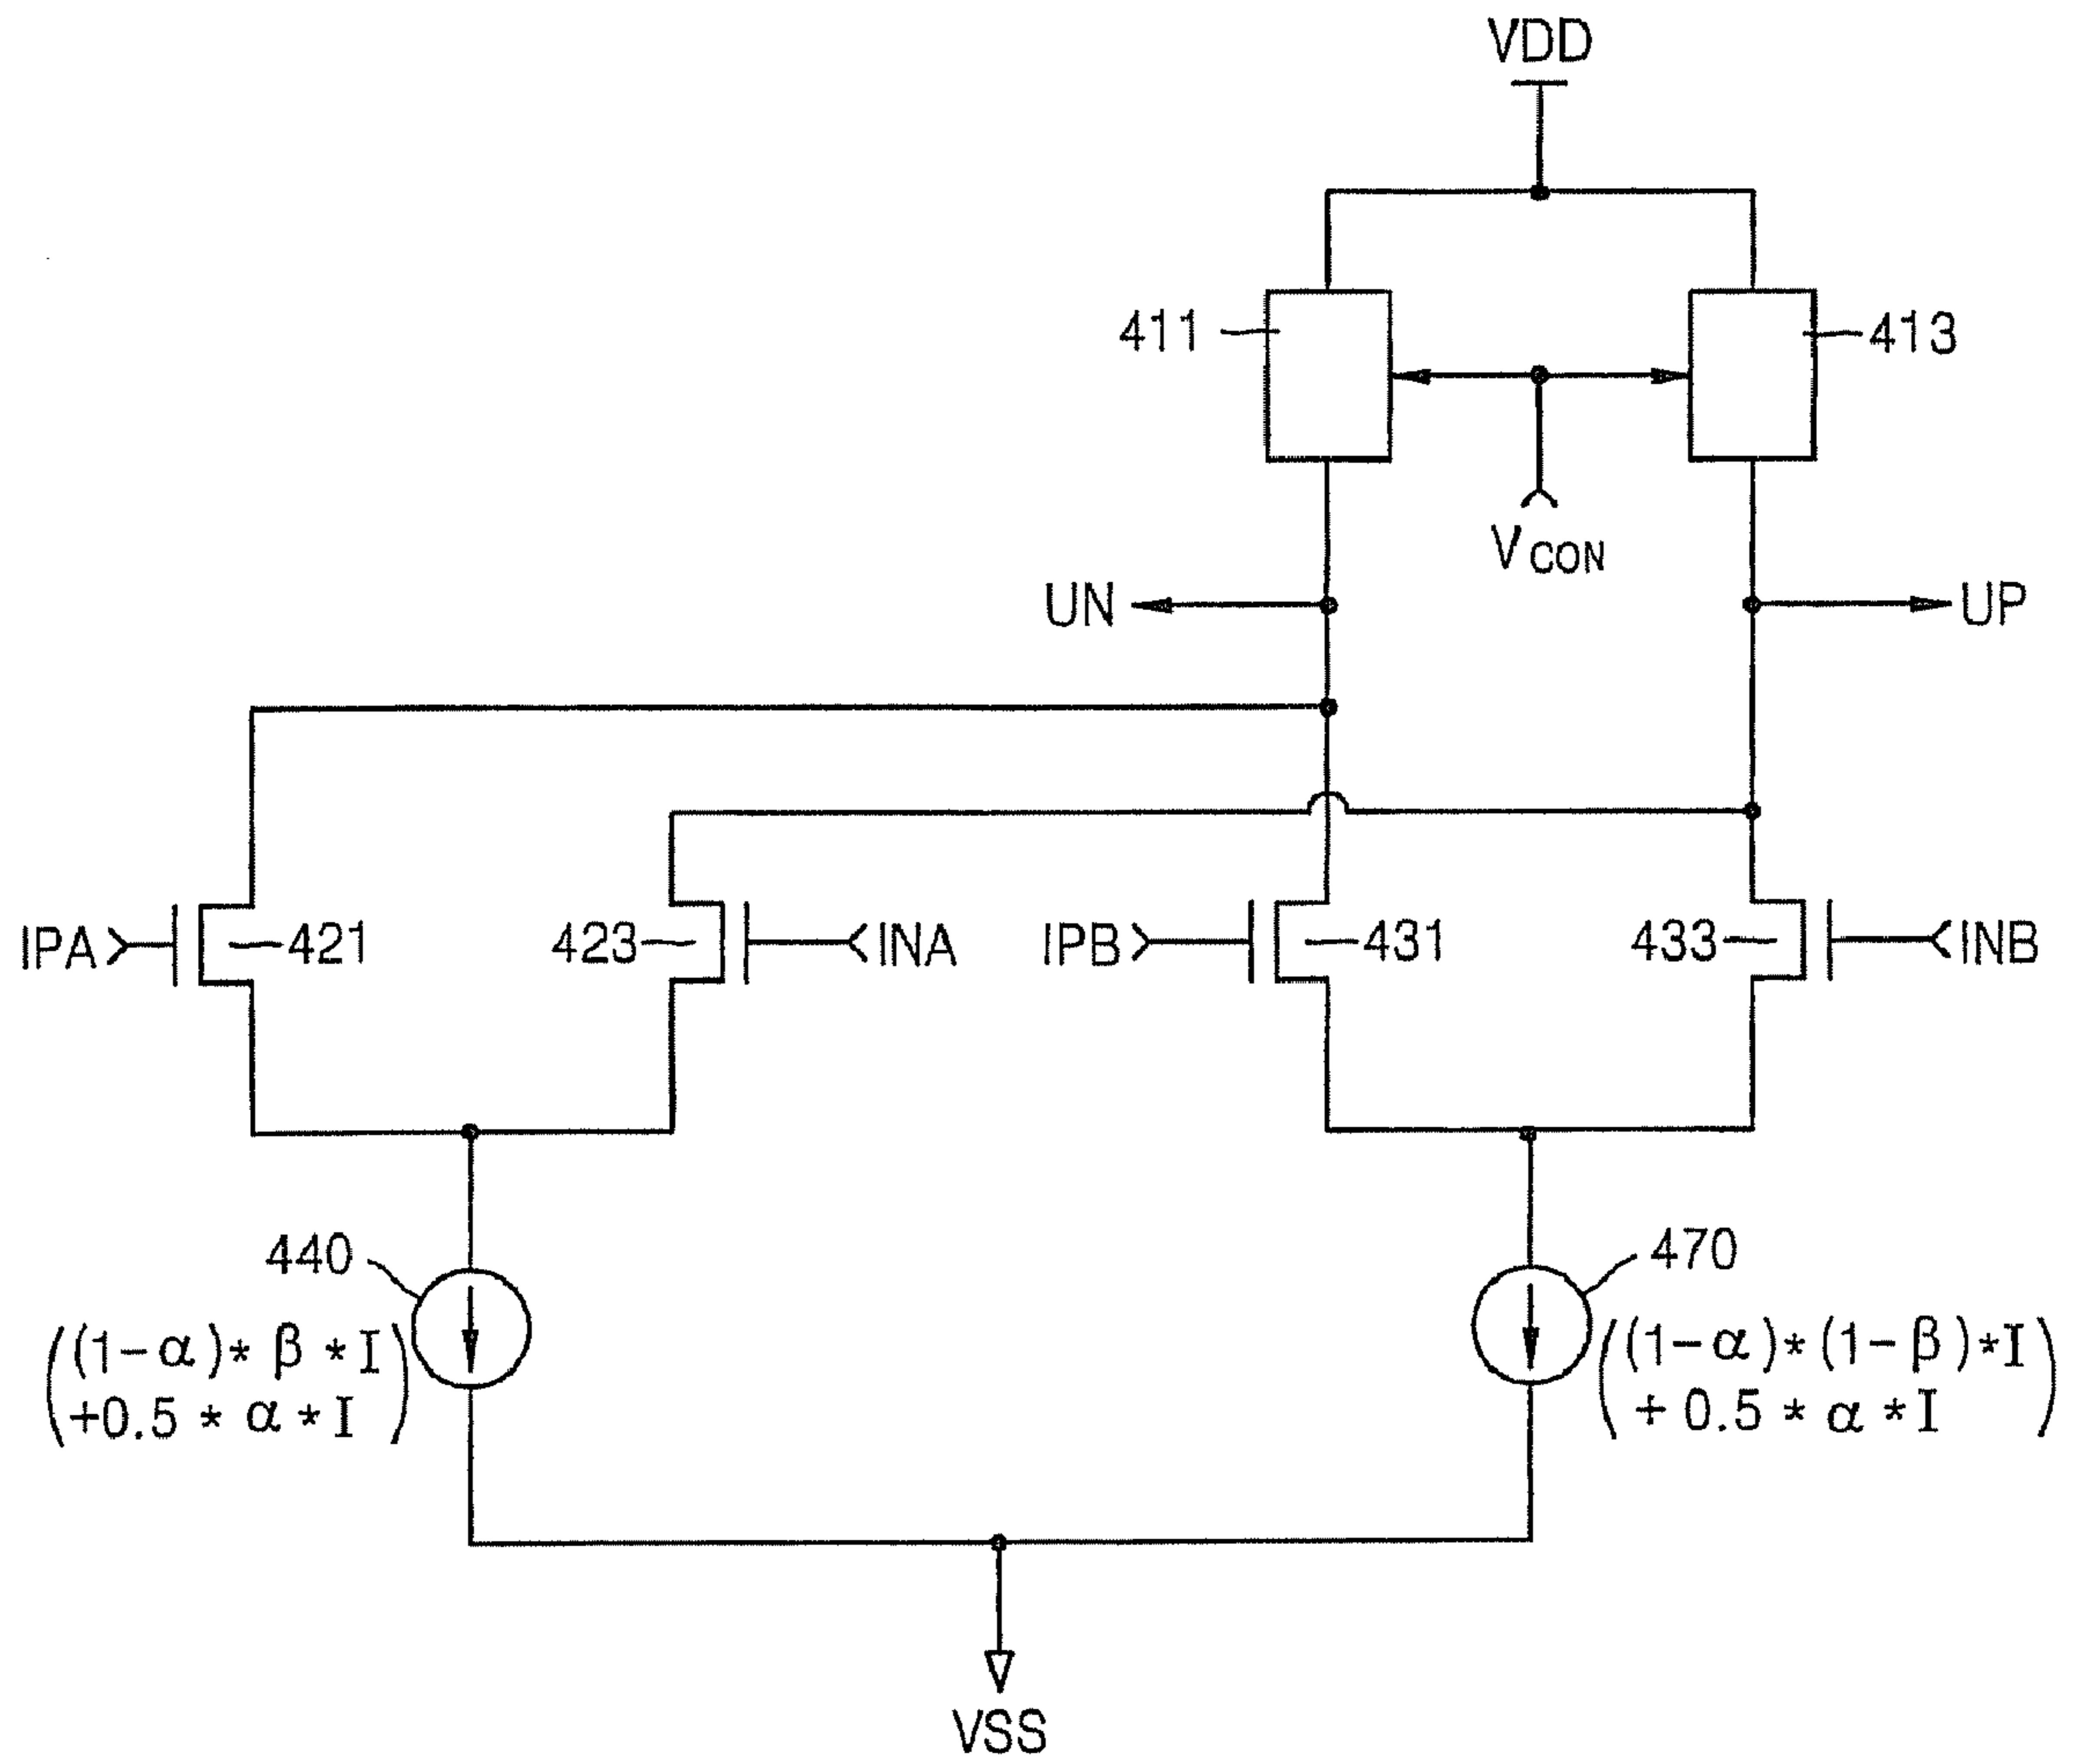 VDD
411
413
VCON
UN
UP
IPA
421
423
INA
IPB
431
433
INB
440
((1-α)* β *I
+0.5 * α *I)
470
((1-α)*(1-β)*I
+ 0.5 * α *I)
VSS